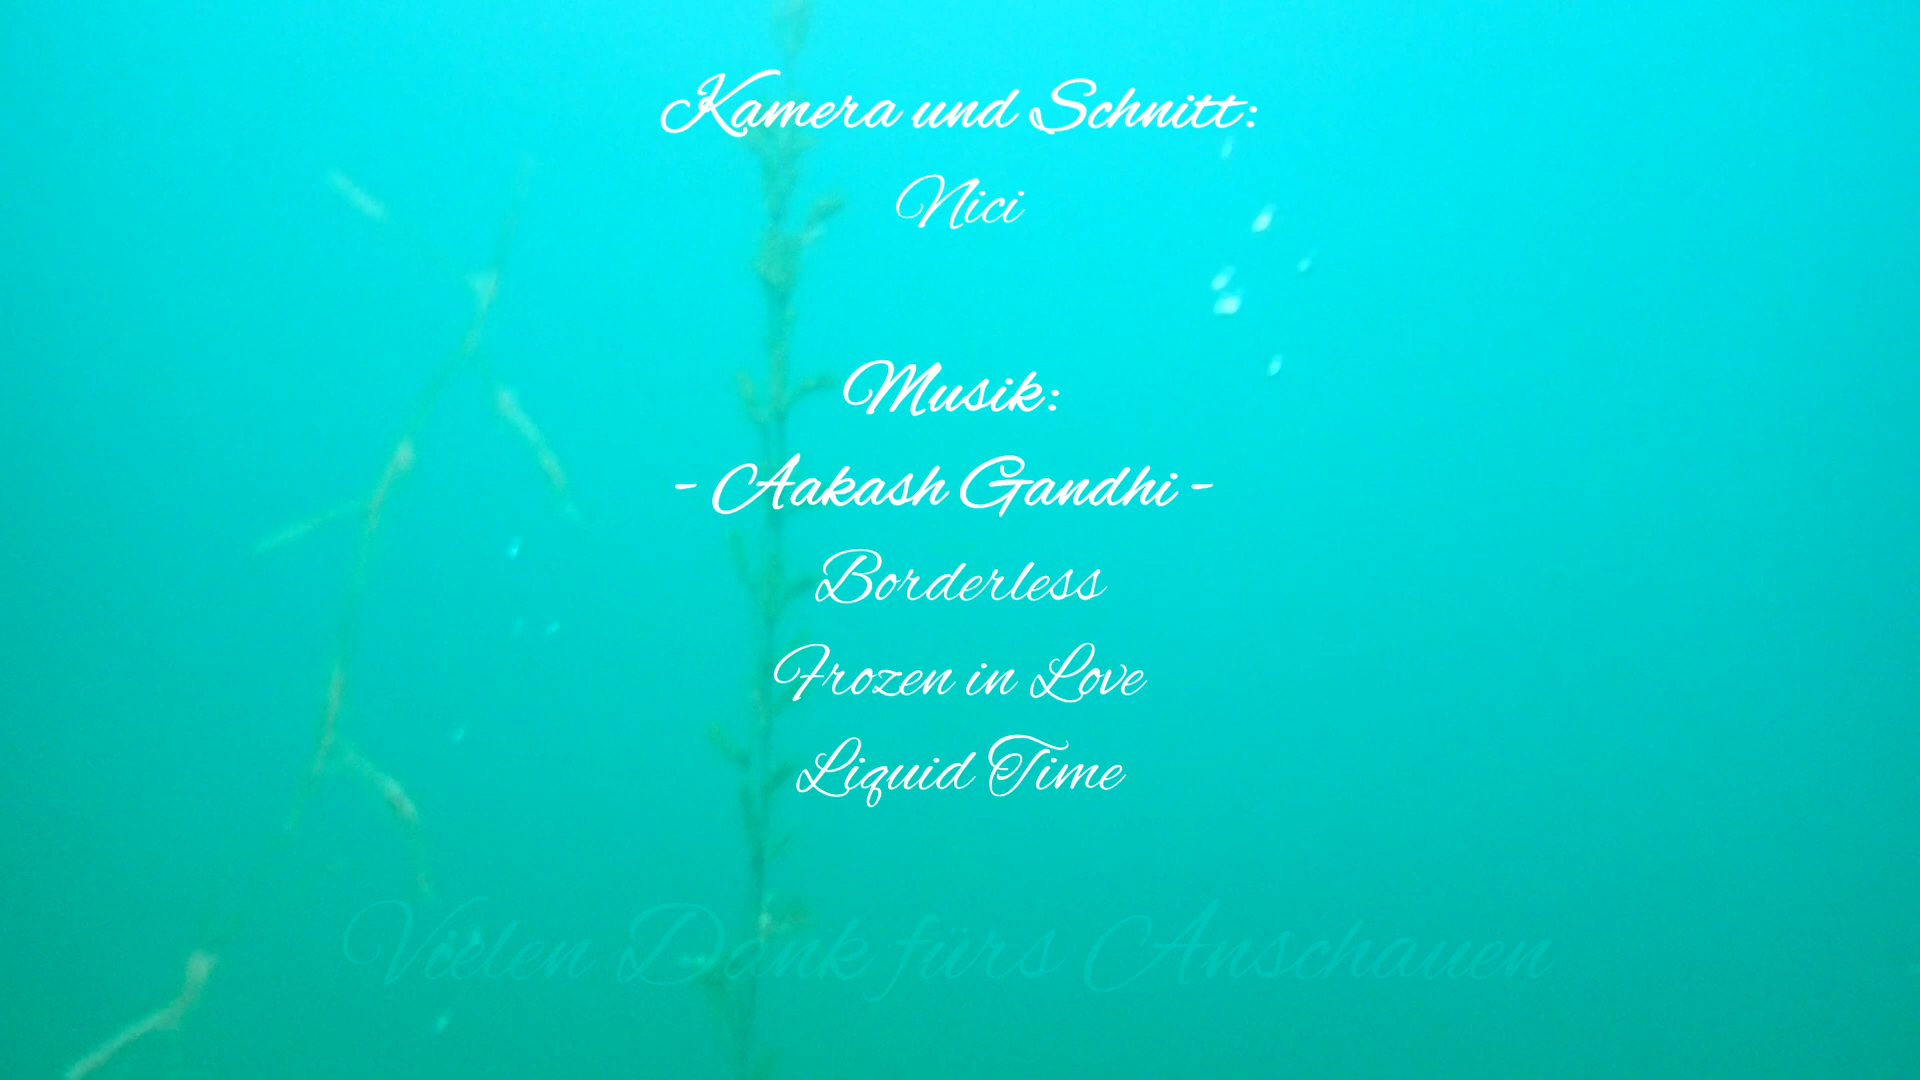 Kamera und Schnitt:
Nici
Musik:
- Aakash Gandhi -
Borderless
Frozen in Love
Liquid Time
Vielen Dank fürs Anschauen